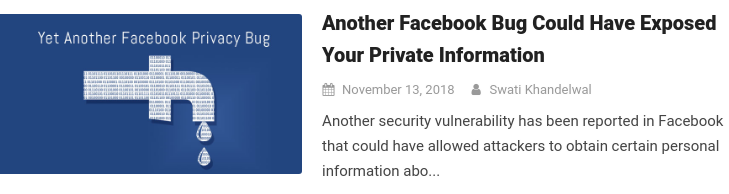 Yet Another Facebook Privacy Bug
Another Facebook Bug Could Have Exposed
Your Private Information
November 13, 2018 Swati Khandelwal
Another security vulnerability has been reported in Facebook
that could have allowed attackers to obtain certain personal
information abo...